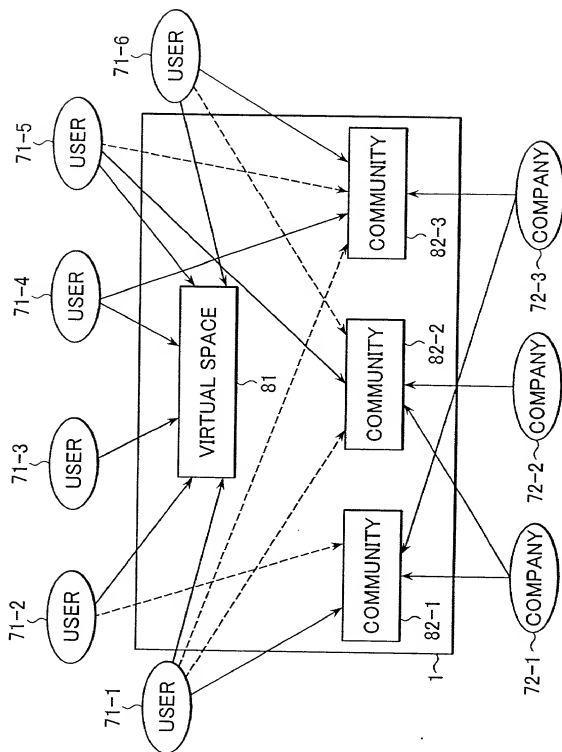 71-1
USER
71-2
USER
71-3
USER
71-4
USER
71-5
USER
71-6
USER
VIRTUAL SPACE
81
COMMUNITY
82-1
COMMUNITY
82-2
COMMUNITY
82-3
1
COMPANY
72-1
COMPANY
72-2
COMPANY
72-3